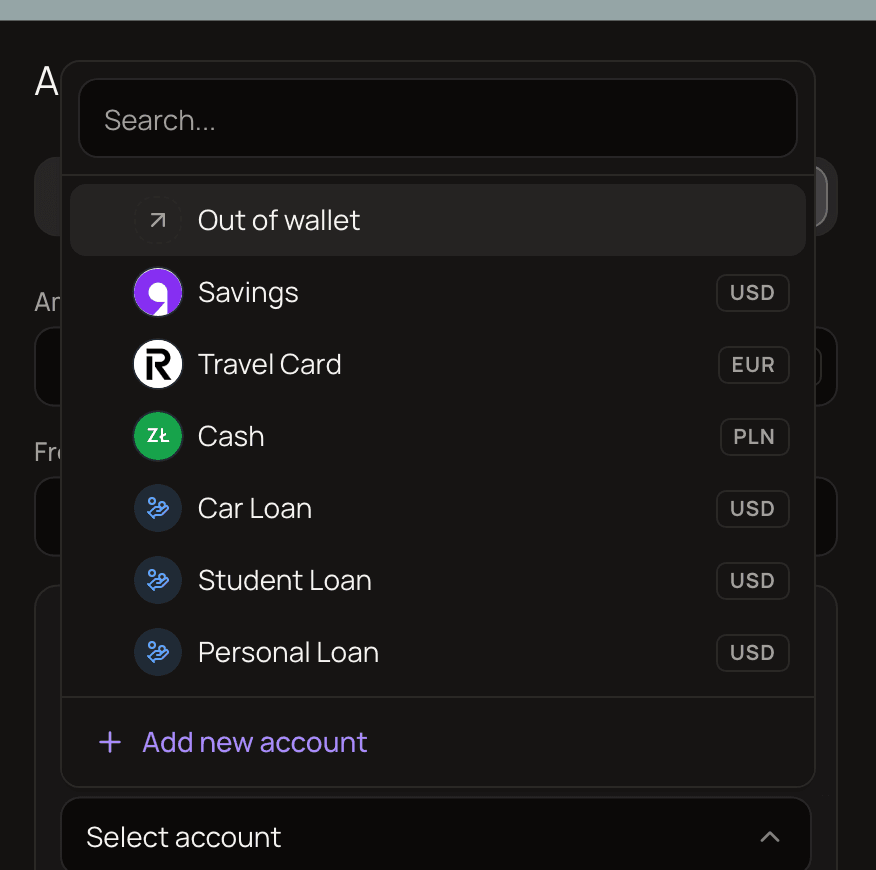 A
Search...
Out of wallet
Savings USD
Travel Card EUR
ZŁ Cash PLN
Car Loan USD
Student Loan USD
Personal Loan USD
Add new account
Select account